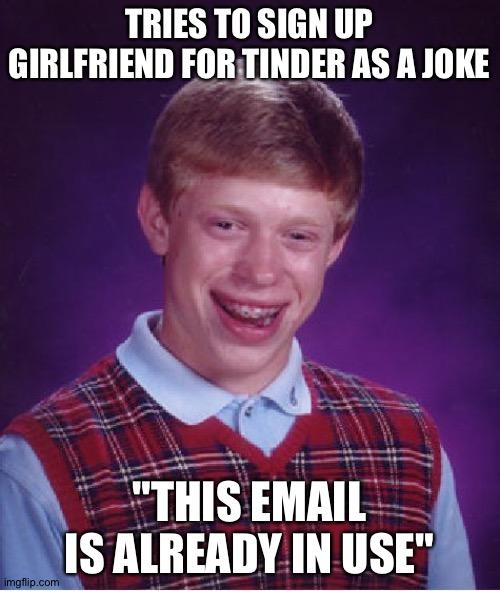 TRIES TO SIGN UP
GIRLFRIEND FOR TINDER AS A JOKE
"THIS EMAIL
IS ALREADY IN USE"
imgflip.com